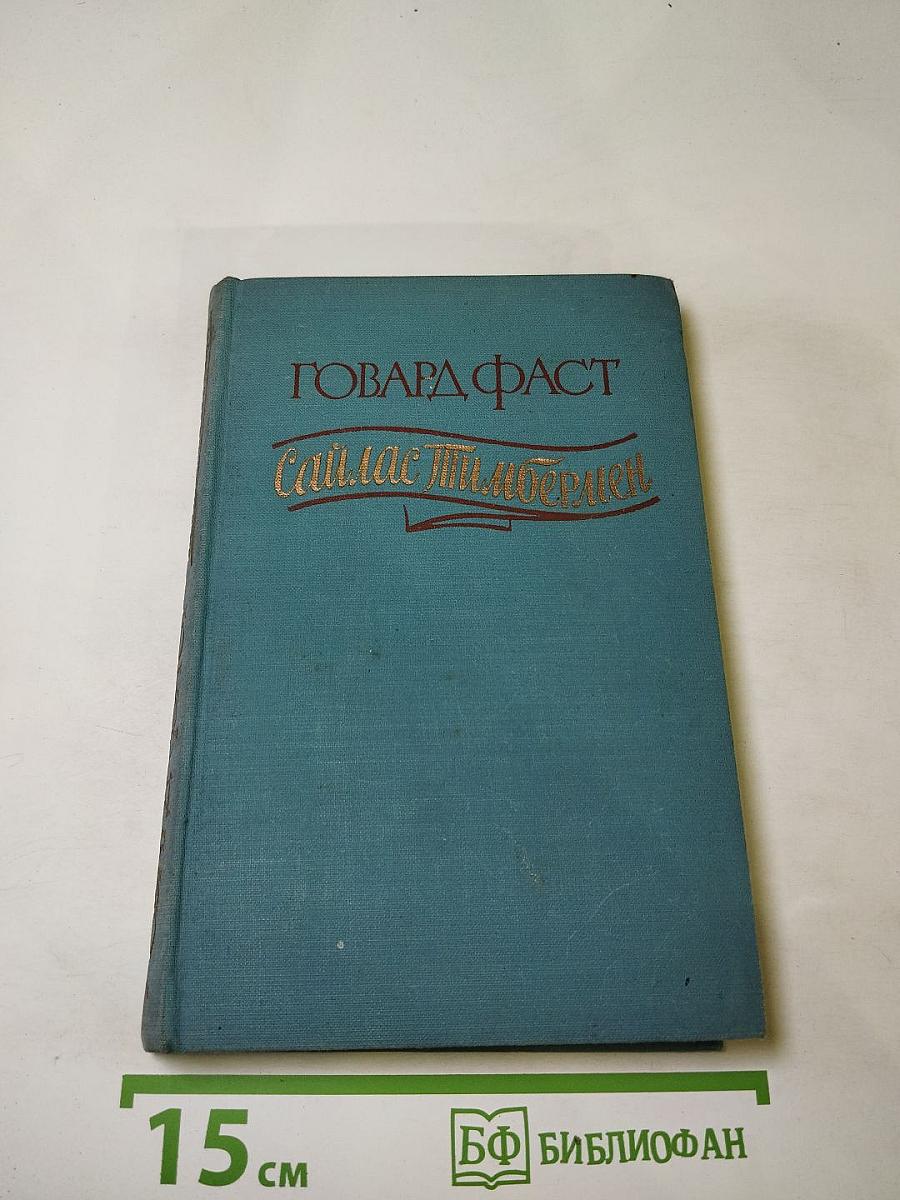 ГОВАРД ФАСТ
Сайлас Тимбермен
15 см
БФ БИБЛИОФАН